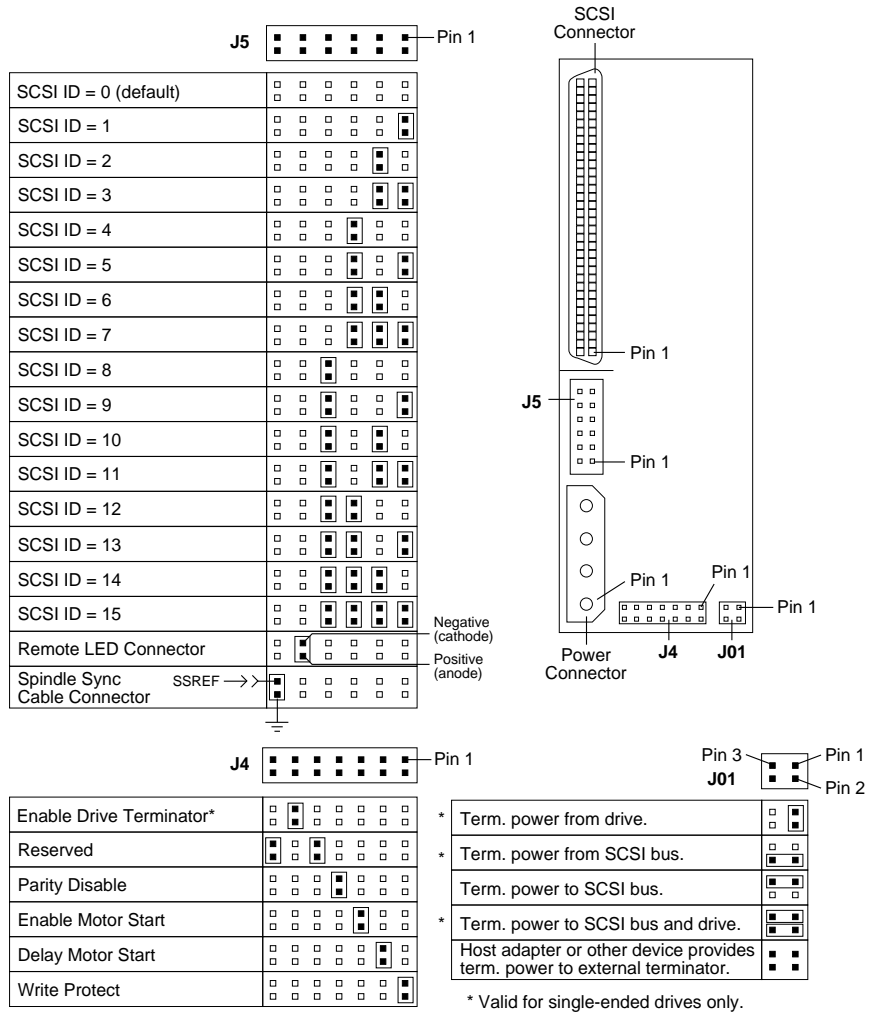 J5
Pin 1
SCSI ID = 0 (default)
SCSI ID = 1
SCSI ID = 2
SCSI ID = 3
SCSI ID = 4
SCSI ID = 5
SCSI ID = 6
SCSI ID = 7
SCSI ID = 8
SCSI ID = 9
SCSI ID = 10
SCSI ID = 11
SCSI ID = 12
SCSI ID = 13
SCSI ID = 14
SCSI ID = 15
Remote LED Connector
Negative
(cathode)
Positive
(anode)
Spindle Sync
Cable Connector
SSREF
SCSI
Connector
Pin 1
J5
Pin 1
Pin 1
Pin 1
Pin 1
Power
Connector
J4
J01
J4
Pin 1
Enable Drive Terminator*
Reserved
Parity Disable
Enable Motor Start
Delay Motor Start
Write Protect
Pin 3
Pin 1
J01
Pin 2
* Term. power from drive.
* Term. power from SCSI bus.
Term. power to SCSI bus.
* Term. power to SCSI bus and drive.
Host adapter or other device provides
term. power to external terminator.
* Valid for single-ended drives only.